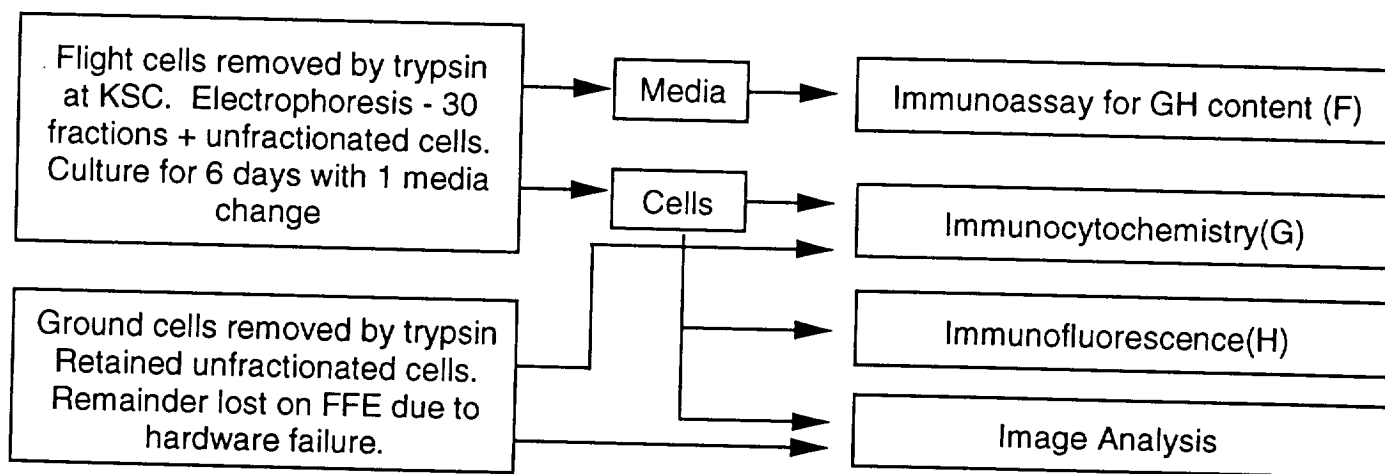 Flight cells removed by trypsin
at KSC. Electrophoresis - 30
fractions + unfractionated cells.
Culture for 6 days with 1 media
change
Media
Cells
Immunoassay for GH content (F)
Immunocytochemistry(G)
Immunofluorescence(H)
Image Analysis
Ground cells removed by trypsin
Retained unfractionated cells.
Remainder lost on FFE due to
hardware failure.